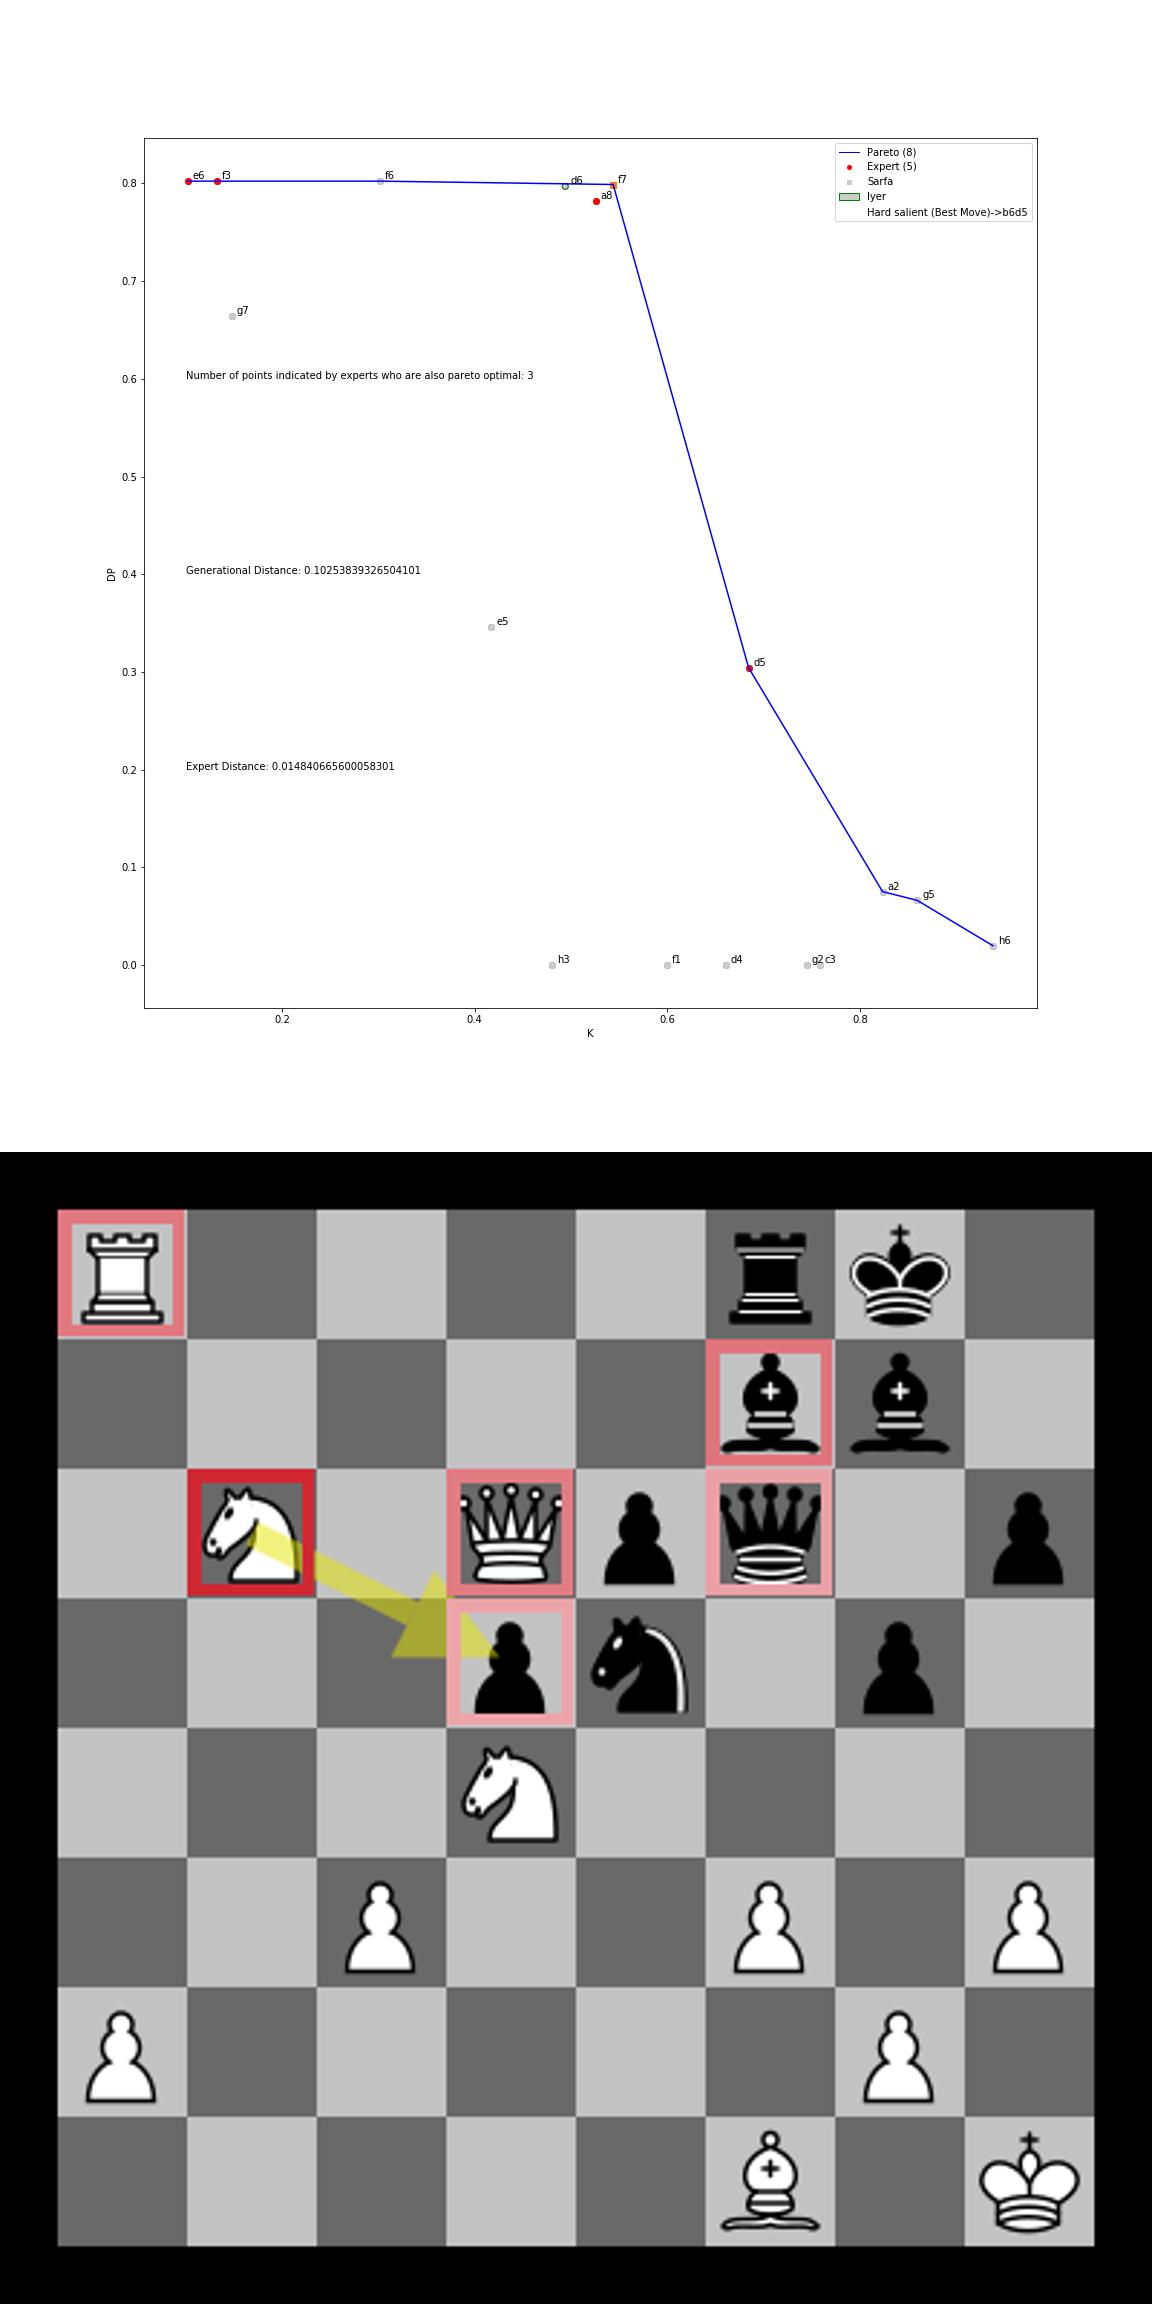 Pareto (8)
Expert (5)
Sarfa
Iyer
Hard salient (Best Move)->b6d5
0.8
e6
f3
f6
d6
f7
a8
0.7
g7
0.6
Number of points indicated by experts who are also pareto optimal: 3
0.5
DP
0.4
Generational Distance: 0.10253839326504101
e5
0.3
d5
0.2
Expert Distance: 0.014840665600058301
0.1
a2
g5
h6
0.0
h3
f1
d4
g2
c3
0.2
0.4
0.6
0.8
K